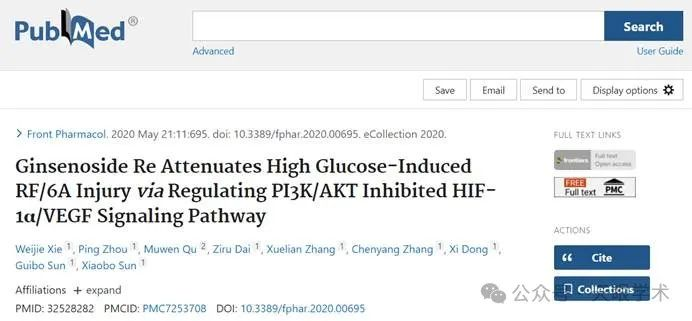 PubMed®
Search
Advanced
User Guide
Save
Email
Send to
Display options
Front Pharmacol. 2020 May 21:11:695. doi: 10.3389/fphar.2020.00695. eCollection 2020.
Ginsenoside Re Attenuates High Glucose-Induced
RF/6A Injury via Regulating PI3K/AKT Inhibited HIF-
1α/VEGF Signaling Pathway
Weijie Xie 1, Ping Zhou 1, Muwen Qu 2, Ziru Dai 1, Xuelian Zhang 1, Chenyang Zhang 1, Xi Dong 1,
Guibo Sun 1, Xiaobo Sun 1
Affiliations + expand
PMID: 32528282 PMCID: PMC7253708 DOI: 10.3389/fphar.2020.00695
FULL TEXT LINKS
frontiers Full text
Open access
FREE
Full text PMC
ACTIONS
Cite
Collections
公众号 · 天眼学术